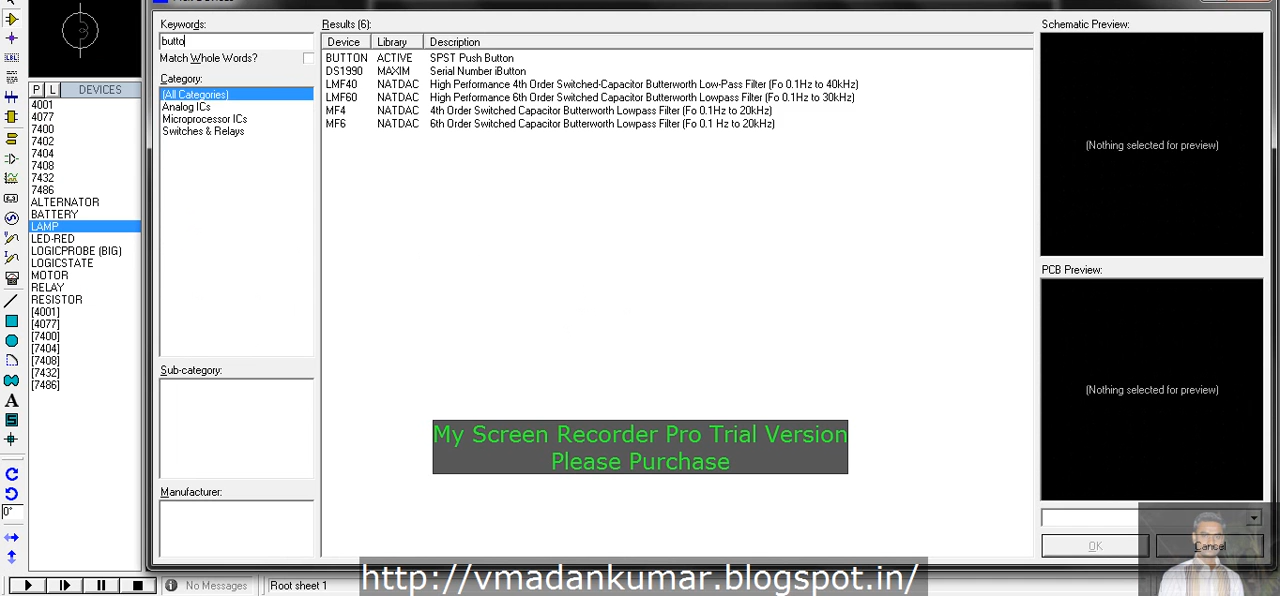 Keywords:
butto
Match Whole Words?
Category:
(All Categories)
Analog ICs
Microprocessor ICs
Switches & Relays
Sub-category:
Manufacturer:
Results (6):
Device Library Description
BUTTON ACTIVE SPST Push Button
DS1990 MAXIM Serial Number iButton
LMF40 NATDAC High Performance 4th Order Switched-Capacitor Butterworth Low-Pass Filter (Fo 0.1Hz to 40kHz)
LMF60 NATDAC High Performance 6th Order Switched Capacitor Butterworth Lowpass Filter (Fo 0.1Hz to 30kHz)
MF4 NATDAC 4th Order Switched Capacitor Butterworth Lowpass Filter (Fo 0.1Hz to 20kHz)
MF6 NATDAC 6th Order Switched Capacitor Butterworth Lowpass Filter (Fo 0.1 Hz to 20kHz)
Schematic Preview:
(Nothing selected for preview)
PCB Preview:
(Nothing selected for preview)
OK
Cancel
LBL
P L DEVICES
4001
4077
7400
7402
7404
7408
7432
7486
ALTERNATOR
BATTERY
LAMP
LED-RED
LOGICPROBE (BIG)
LOGICSTATE
MOTOR
RELAY
RESISTOR
[4001]
[4077]
[7400]
[7404]
[7408]
[7432]
[7486]
A
S
0°
My Screen Recorder Pro Trial Version
Please Purchase
No Messages
Root sheet 1
http://vmadankumar.blogspot.in/